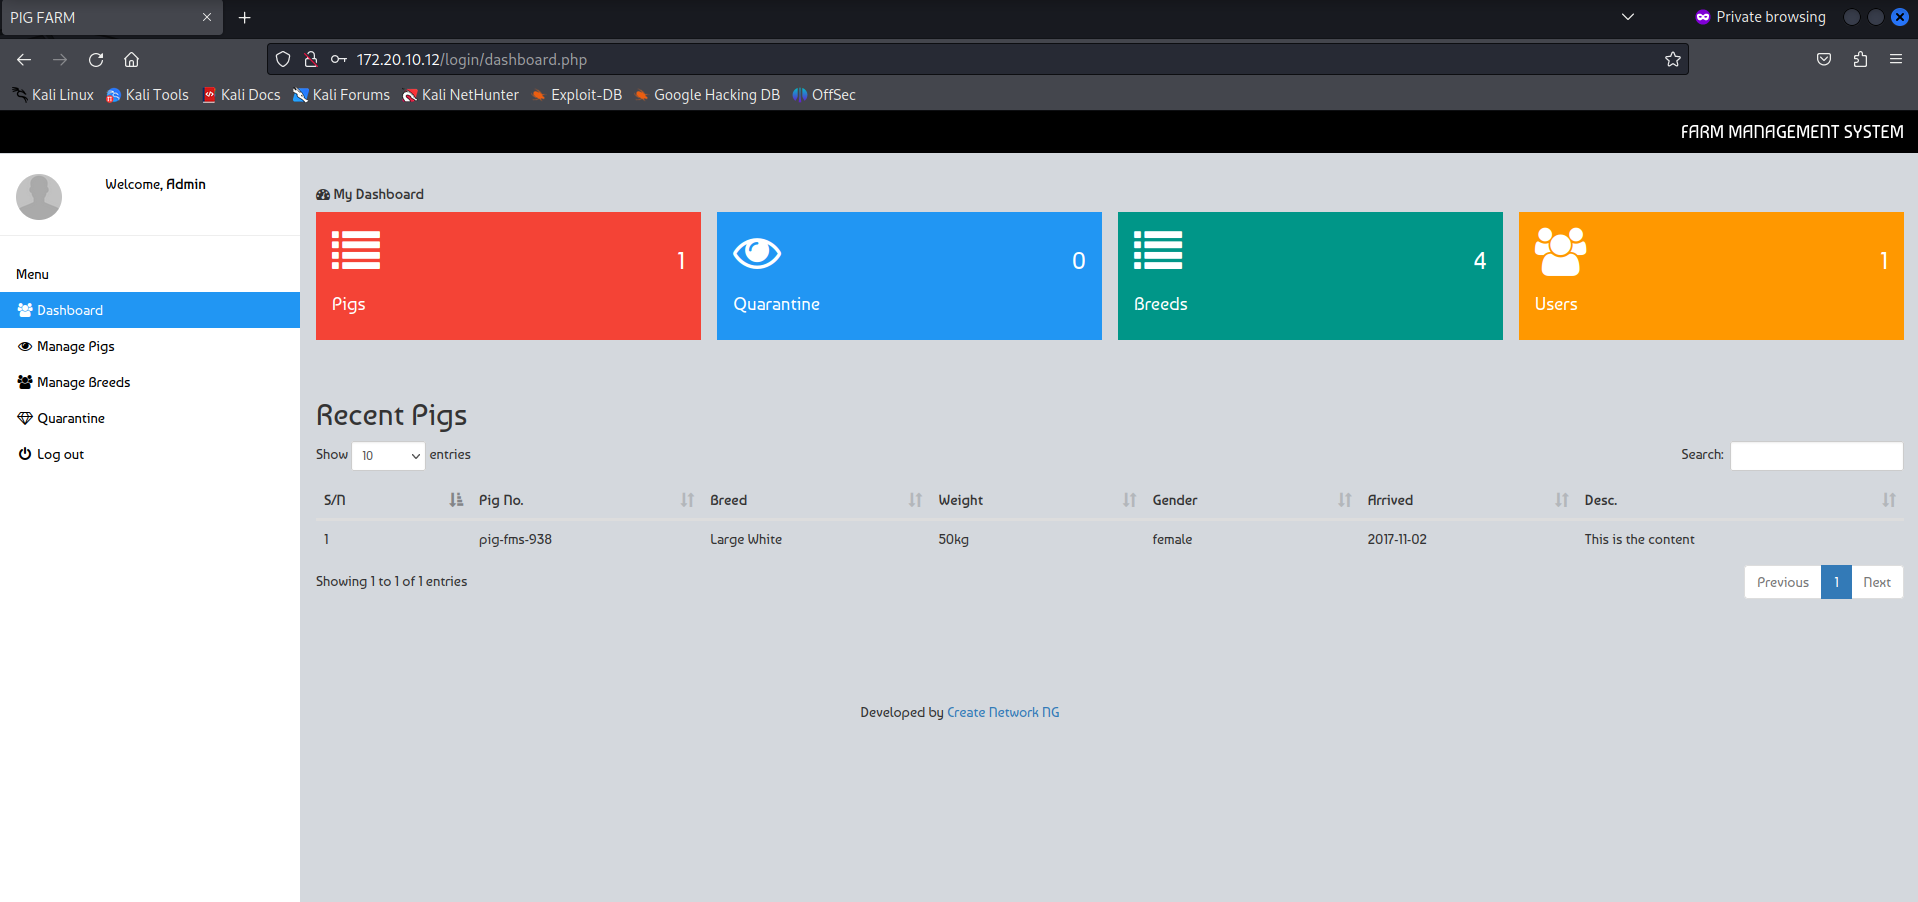 PIG FARM
Private browsing
172.20.10.12/login/dashboard.php
Kali Linux Kali Tools Kali Docs Kali Forums Kali NetHunter Exploit-DB Google Hacking DB OffSec
FARM MANAGEMENT SYSTEM
Welcome, Admin
Menu
Dashboard
Manage Pigs
Manage Breeds
Quarantine
Log out
My Dashboard
1
Pigs
0
Quarantine
4
Breeds
1
Users
Recent Pigs
Show 10 entries Search:
S/N Pig No. Breed Weight Gender Arrived Desc.
1 pig-fms-938 Large White 50kg female 2017-11-02 This is the content
Showing 1 to 1 of 1 entries Previous 1 Next
Developed by Create Network NG